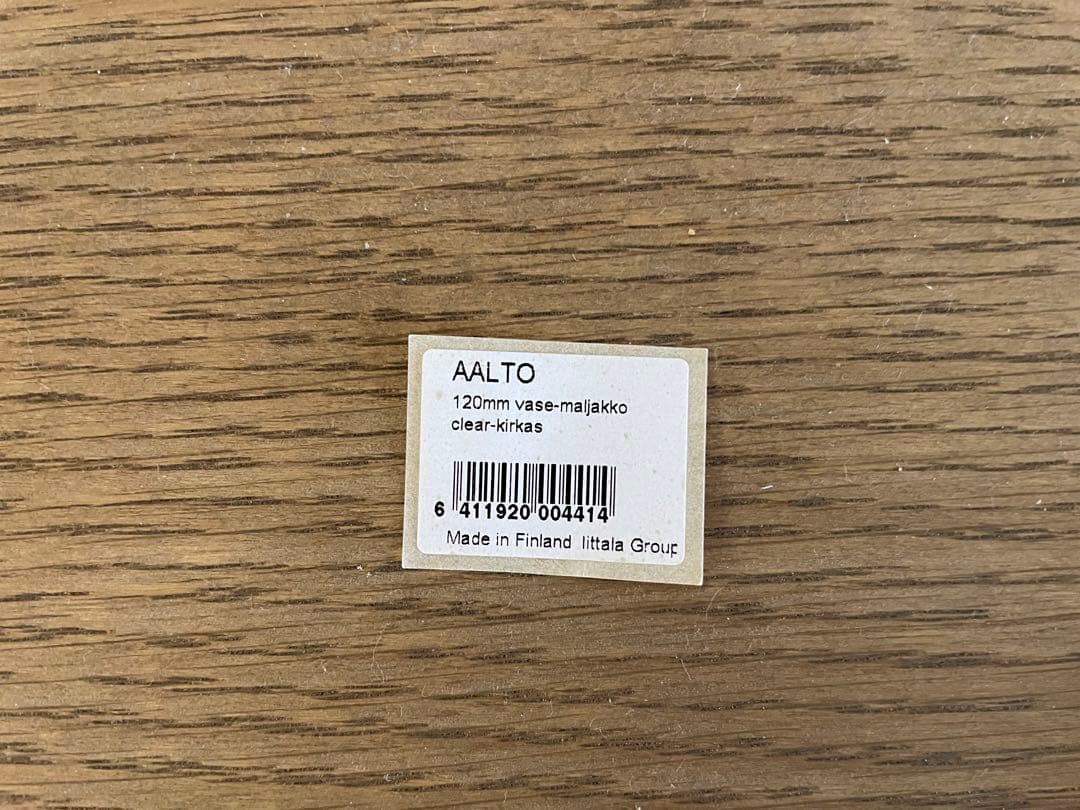 AALTO
120mm vase-maljakko
clear-kirkas
6 411920 004414
Made in Finland Iittala Group